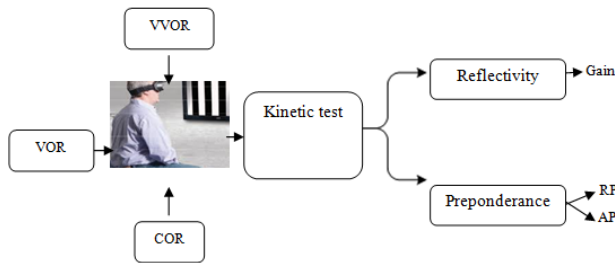 VVOR
Reflectivity
Gain
Kinetic test
VOR
Preponderance
RP
AP
COR